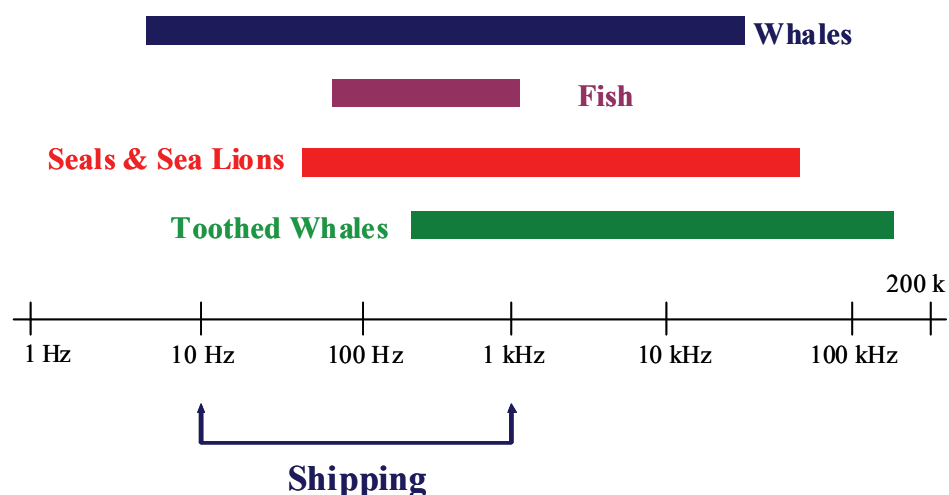 Whales
Fish
Seals & Sea Lions
Toothed Whales
200 k
1 Hz
10 Hz
100 Hz
1 kHz
10 kHz
100 kHz
Shipping